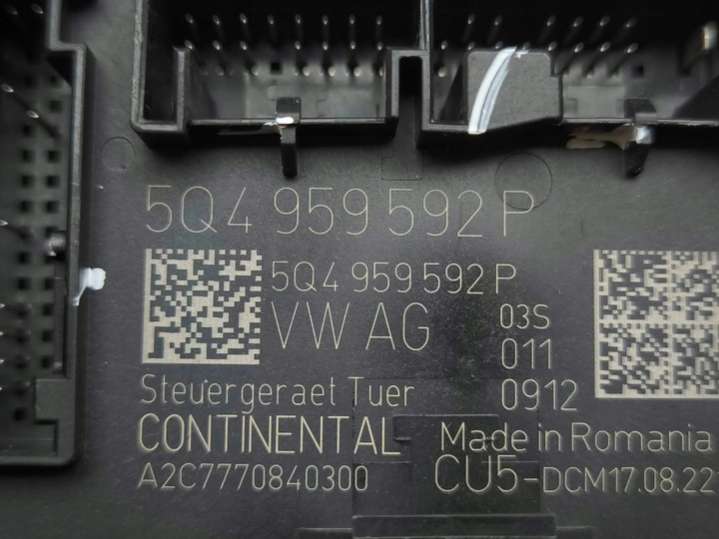 5Q4 959 592 P
5Q4 959 592 P
VW AG
03S
011
Steuergeraet Tuer
0912
CONTINENTAL
Made in Romania
A2C7770840300
CU5-DCM17.08.22